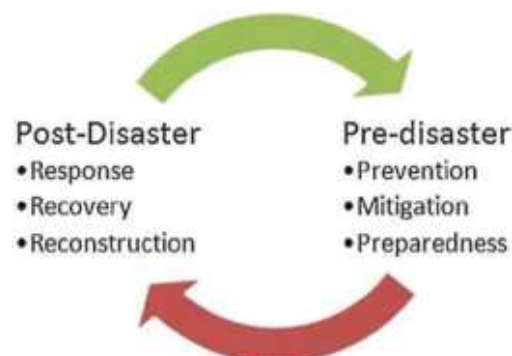 Post-Disaster
•Response
•Recovery
•Reconstruction
Pre-disaster
•Prevention
•Mitigation
•Preparedness